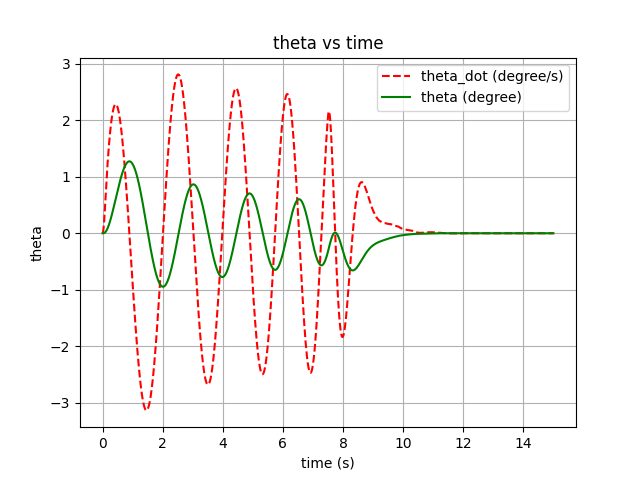 theta vs time
theta_dot (degree/s)
theta (degree)
3
2
1
0
−1
−2
−3
theta
0 2 4 6 8 10 12 14
time (s)